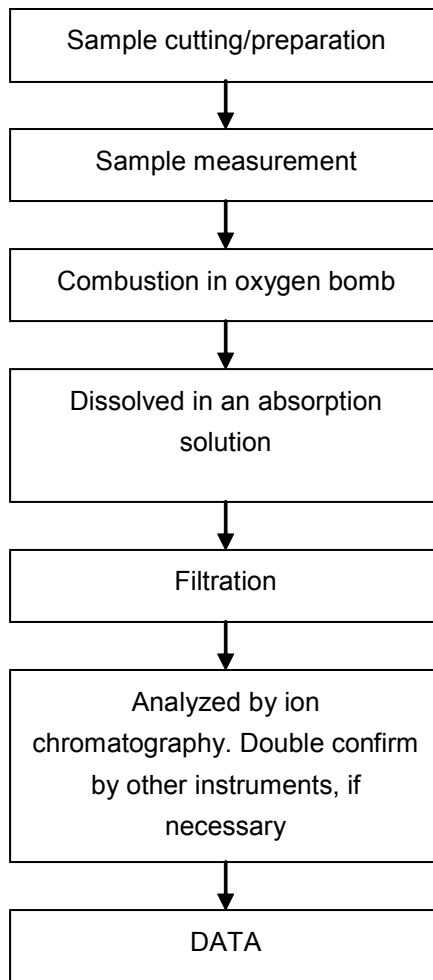 Sample cutting/preparation
Sample measurement
Combustion in oxygen bomb
Dissolved in an absorption
solution
Filtration
Analyzed by ion
chromatography. Double confirm
by other instruments, if
necessary
DATA